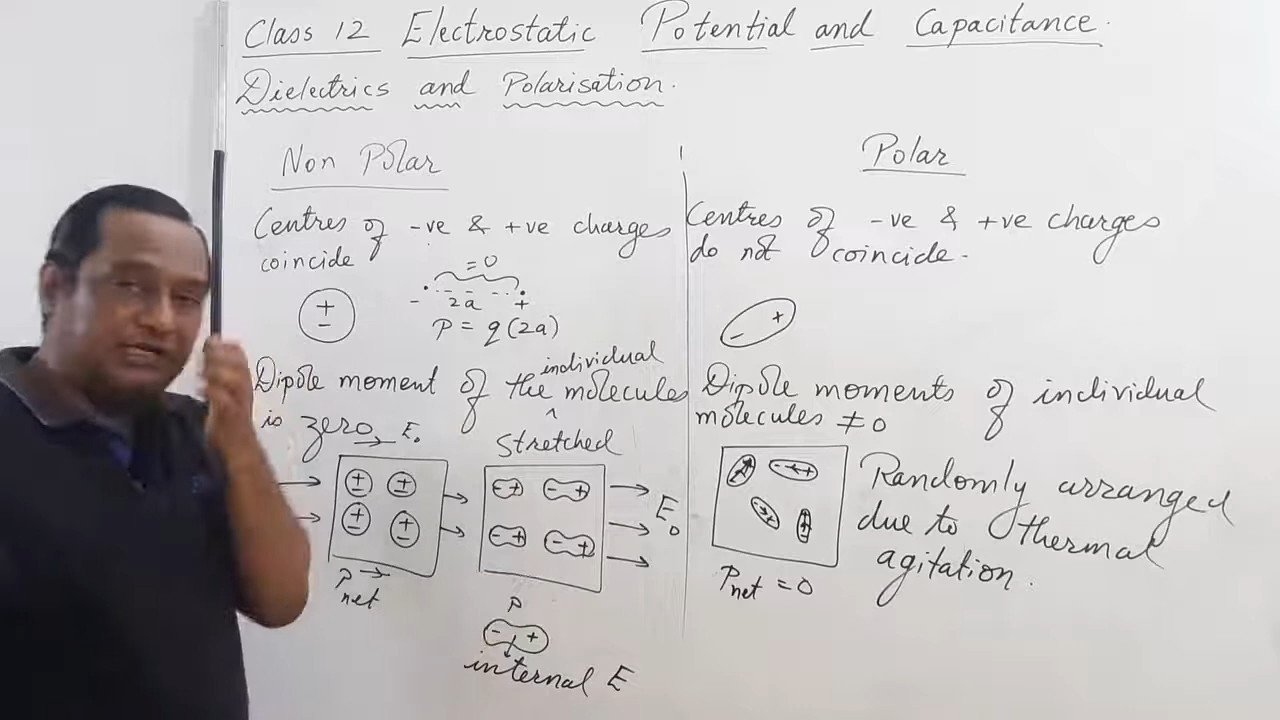 Class 12 Electrostatic Potential and Capacitance.
Dielectrics and Polarisation.
Non Polar
Centres of -ve & +ve charges
coincide
= 0
- 2a +
p = q (2a)
+
-
individual
Dipole moment of the ^ molecules
is zero
E₀
stretched
+ +
- -
+ +
- -
- + - +
- + - +
E₀
P net
P
- +
internal E
Polar
Centres of -ve & +ve charges
do not coincide.
- +
Dipole moments of individual
molecules ≠ 0
Randomly arranged
due to thermal
agitation.
P net = 0